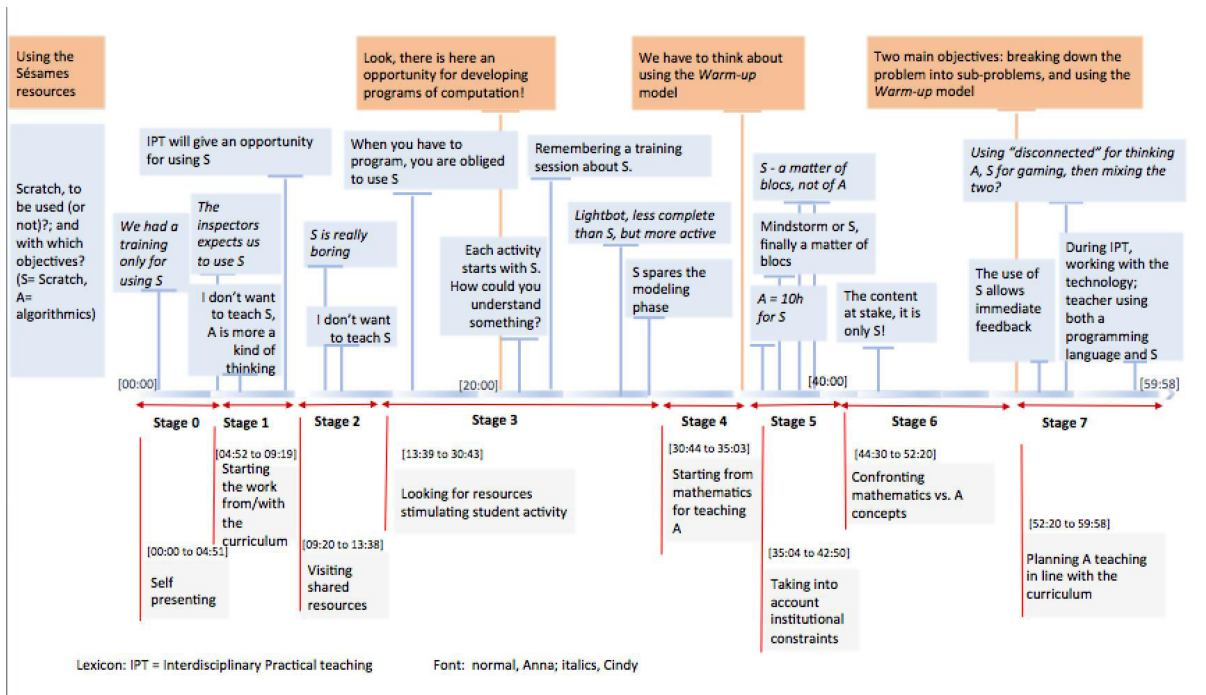 Using the
Sésames
resources
Look, there is here an
opportunity for developing
programs of computation!
We have to think about
using the Warm-up
model
Two main objectives: breaking down the
problem into sub-problems, and using the
Warm-up model
Scratch, to
be used (or
not)?; and
with which
objectives?
(S= Scratch,
A=
algorithmics)
IPT will give an opportunity
for using S
We had a
training
only for
using S
The
inspectors
expects us
to use S
I don't want
to teach S,
A is more a
kind of
thinking
S is really
boring
I don't want
to teach S
When you have to
program, you are obliged
to use S
Each activity
starts with S.
How could you
understand
something?
Remembering a training
session about S.
Lightbot, less complete
than S, but more active
S spares the
modeling
phase
S - a matter of
blocs, not of A
Mindstorm or S,
finally a matter of
blocs
A = 10h
for S
The content
at stake, it is
only S!
The use of
S allows
immediate
feedback
Using "disconnected" for thinking
A, S for gaming, then mixing the
two?
During IPT,
working with the
technology;
teacher using
both a
programming
language and S
[00:00]
[20:00]
[40:00]
[59:58]
Stage 0
Stage 1
Stage 2
Stage 3
Stage 4
Stage 5
Stage 6
Stage 7
[00:00 to 04:51]
Self
presenting
[04:52 to 09:19]
Starting
the work
from/with
the
curriculum
[09:20 to 13:38]
Visiting
shared
resources
[13:39 to 30:43]
Looking for resources
stimulating student activity
[30:44 to 35:03]
Starting from
mathematics
for teaching
A
[35:04 to 42:50]
Taking into
account
institutional
constraints
[44:30 to 52:20]
Confronting
mathematics vs. A
concepts
[52:20 to 59:58]
Planning A teaching
in line with the
curriculum
Lexicon: IPT = Interdisciplinary Practical teaching
Font: normal, Anna; italics, Cindy